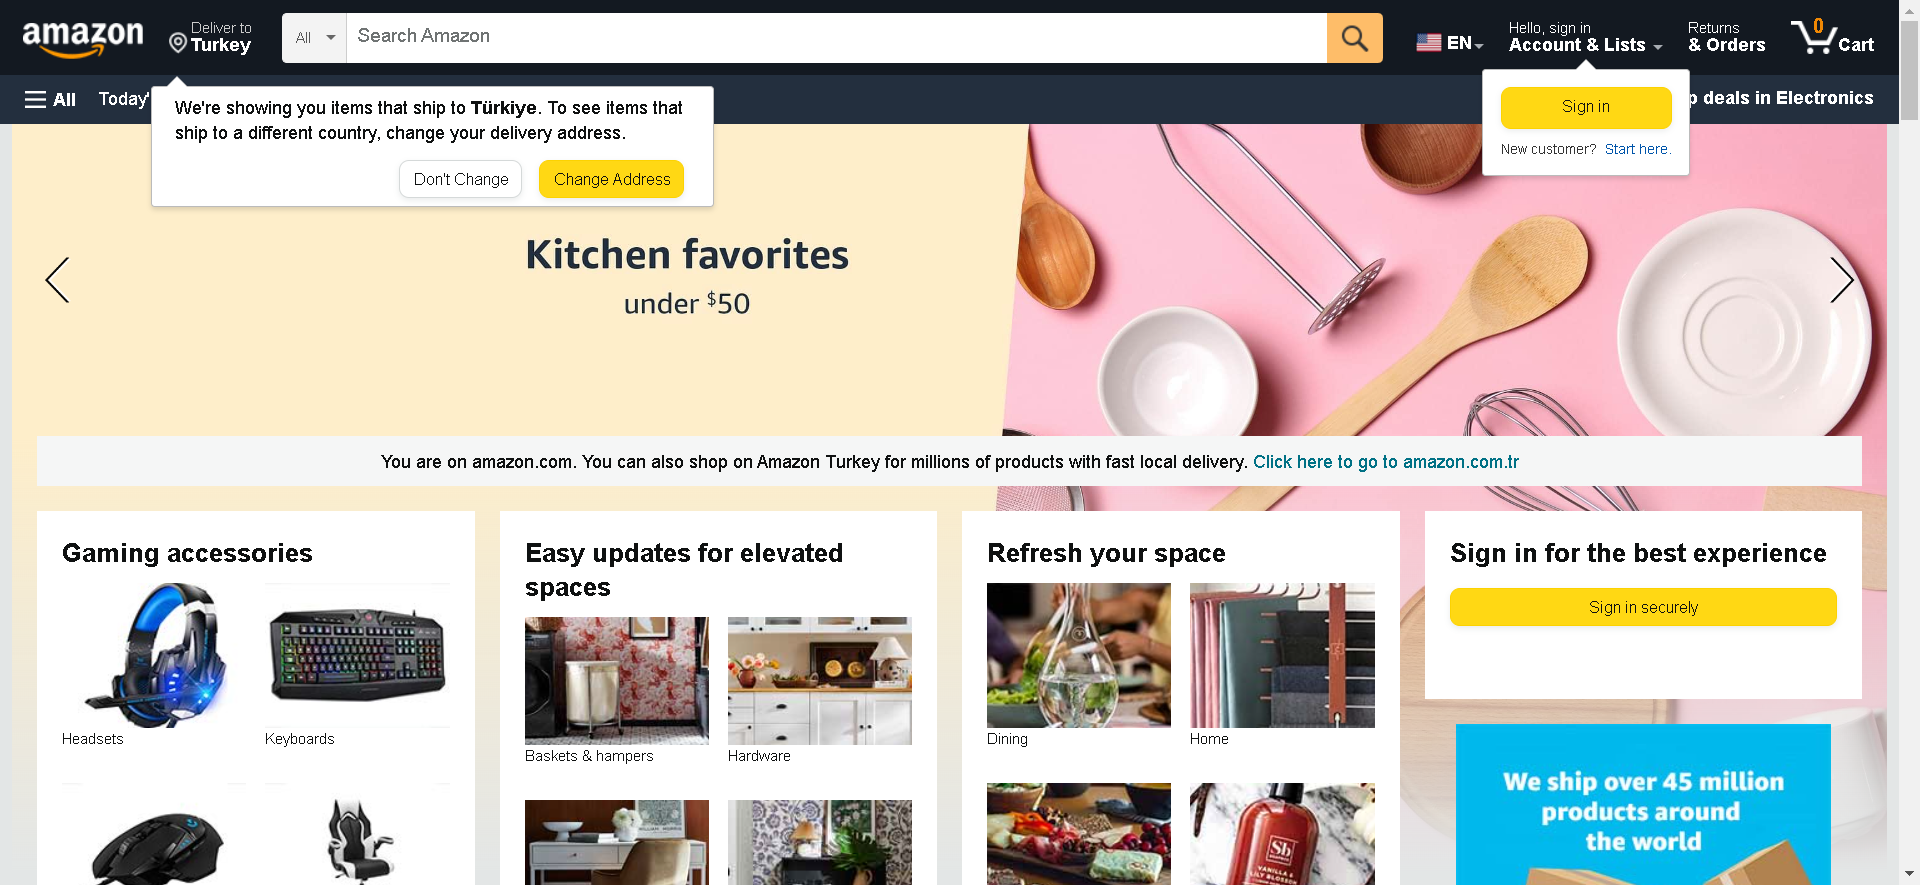 amazon
Deliver to
Turkey
All
Search Amazon
EN
Hello, sign in
Account & Lists
Returns
& Orders
0
Cart
All
Today'
p deals in Electronics
We're showing you items that ship to Türkiye. To see items that
ship to a different country, change your delivery address.
Don't Change
Change Address
Sign in
New customer? Start here.
Kitchen favorites
under $50
You are on amazon.com. You can also shop on Amazon Turkey for millions of products with fast local delivery. Click here to go to amazon.com.tr
Gaming accessories
Headsets
Keyboards
Easy updates for elevated
spaces
Baskets & hampers
Hardware
Refresh your space
Dining
Home
Sb
VANILLA &
LILY BLOSSOM
Sign in for the best experience
Sign in securely
We ship over 45 million
products around
the world